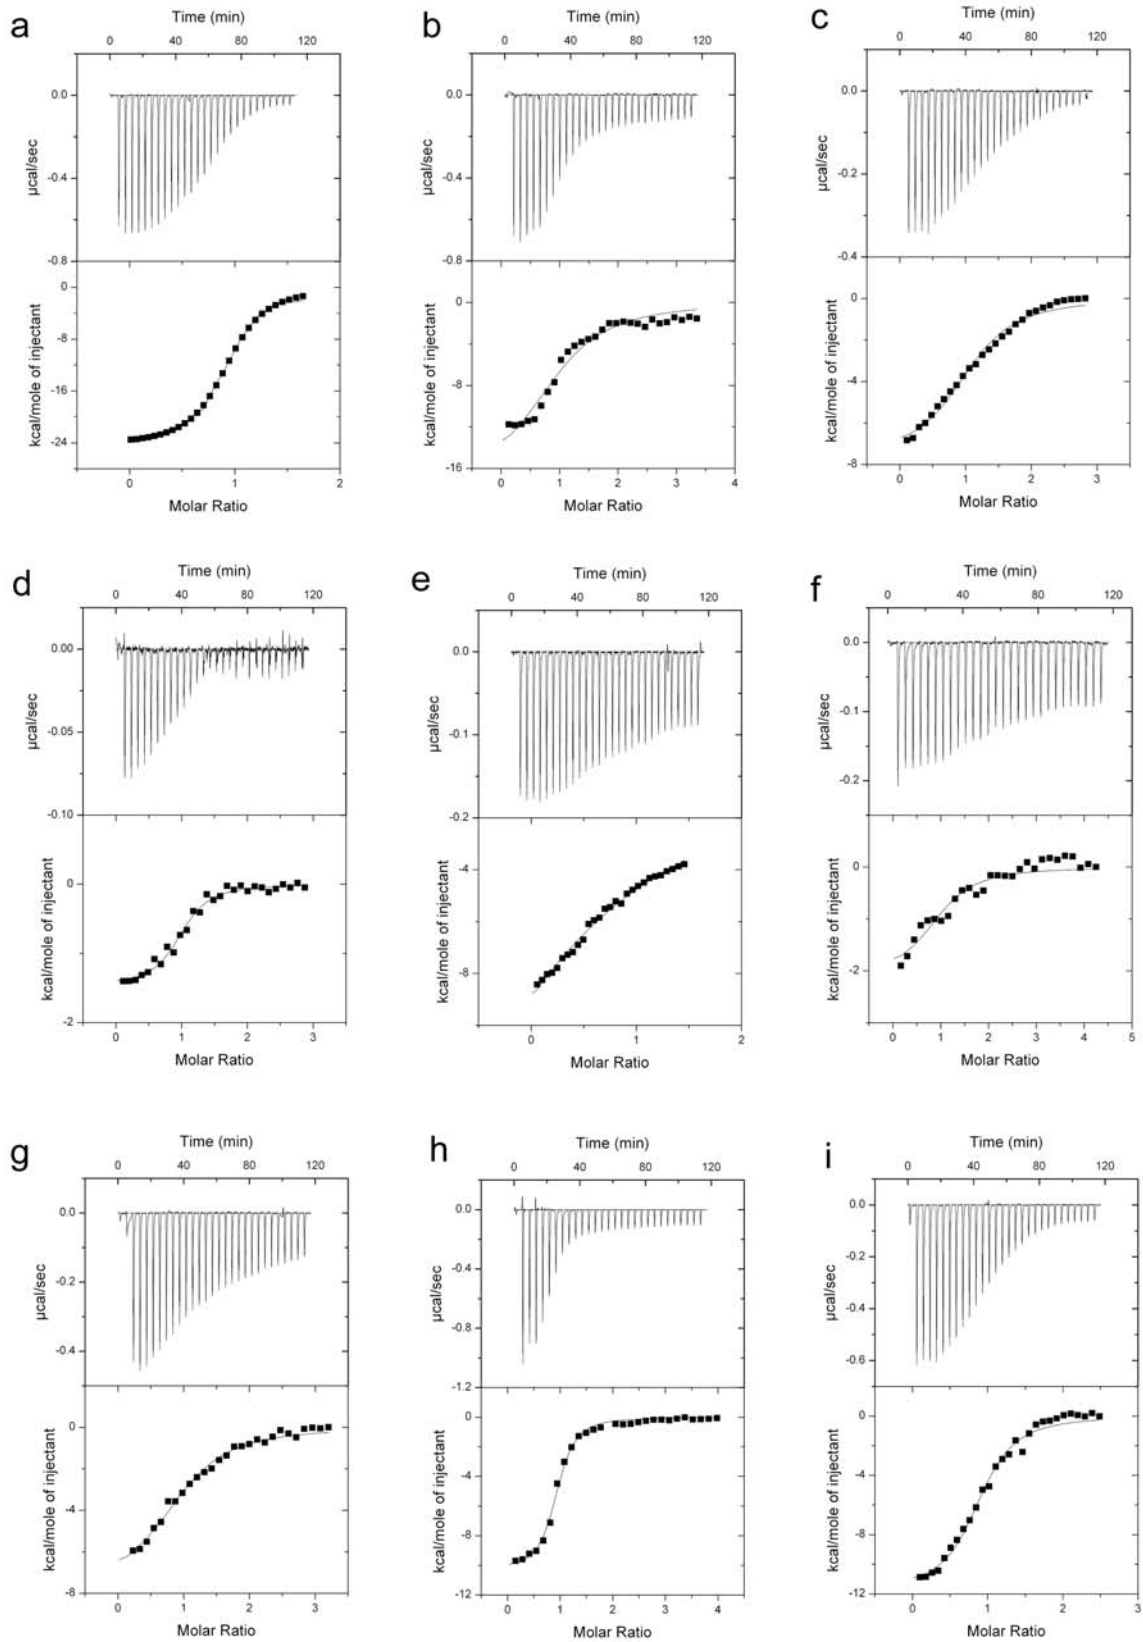 a
Time (min)
0 40 80 120
0.0
-0.4
-0.8
µcal/sec
0
-8
-16
-24
kcal/mole of injectant
0 1 2
Molar Ratio
b
Time (min)
0 40 80 120
0.0
-0.4
-0.8
µcal/sec
0
-8
-16
kcal/mole of injectant
0 1 2 3 4
Molar Ratio
c
Time (min)
0 40 80 120
0.0
-0.2
-0.4
µcal/sec
0
-4
-8
kcal/mole of injectant
0 1 2 3
Molar Ratio
d
Time (min)
0 40 80 120
0.00
-0.05
-0.10
µcal/sec
0
-2
kcal/mole of injectant
0 1 2 3
Molar Ratio
e
Time (min)
0 40 80 120
0.0
-0.1
-0.2
µcal/sec
-4
-8
kcal/mole of injectant
0 1 2
Molar Ratio
f
Time (min)
0 40 80 120
0.0
-0.1
-0.2
µcal/sec
0
-2
kcal/mole of injectant
0 1 2 3 4 5
Molar Ratio
g
Time (min)
0 40 80 120
0.0
-0.2
-0.4
µcal/sec
0
-4
-8
kcal/mole of injectant
0 1 2 3
Molar Ratio
h
Time (min)
0 40 80 120
0.0
-0.4
-0.8
-1.2
µcal/sec
0
-4
-8
-12
kcal/mole of injectant
0 1 2 3 4
Molar Ratio
i
Time (min)
0 40 80 120
0.0
-0.2
-0.4
-0.6
µcal/sec
0
-4
-8
-12
kcal/mole of injectant
0 1 2 3
Molar Ratio